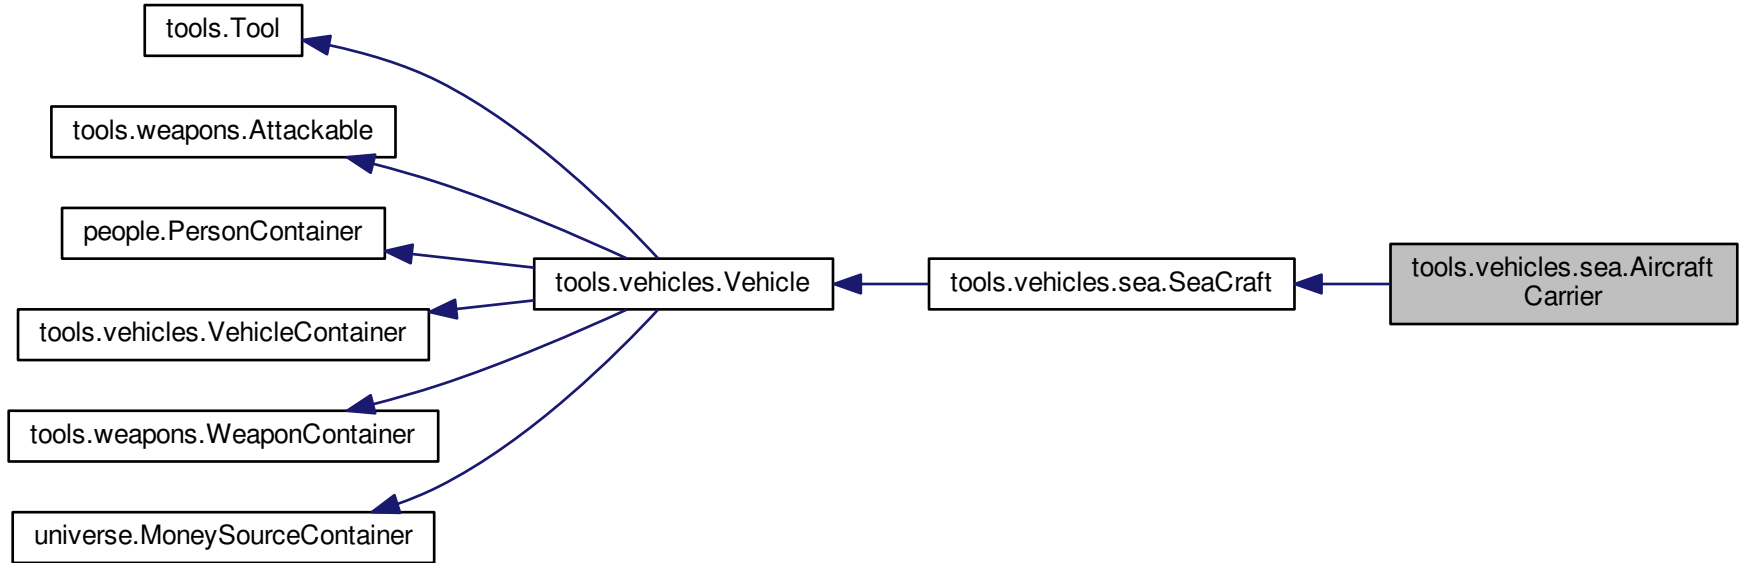 tools.Tool
tools.weapons.Attackable
people.PersonContainer
tools.vehicles.VehicleContainer
tools.weapons.WeaponContainer
universe.MoneySourceContainer
tools.vehicles.Vehicle
tools.vehicles.sea.SeaCraft
tools.vehicles.sea.Aircraft
Carrier